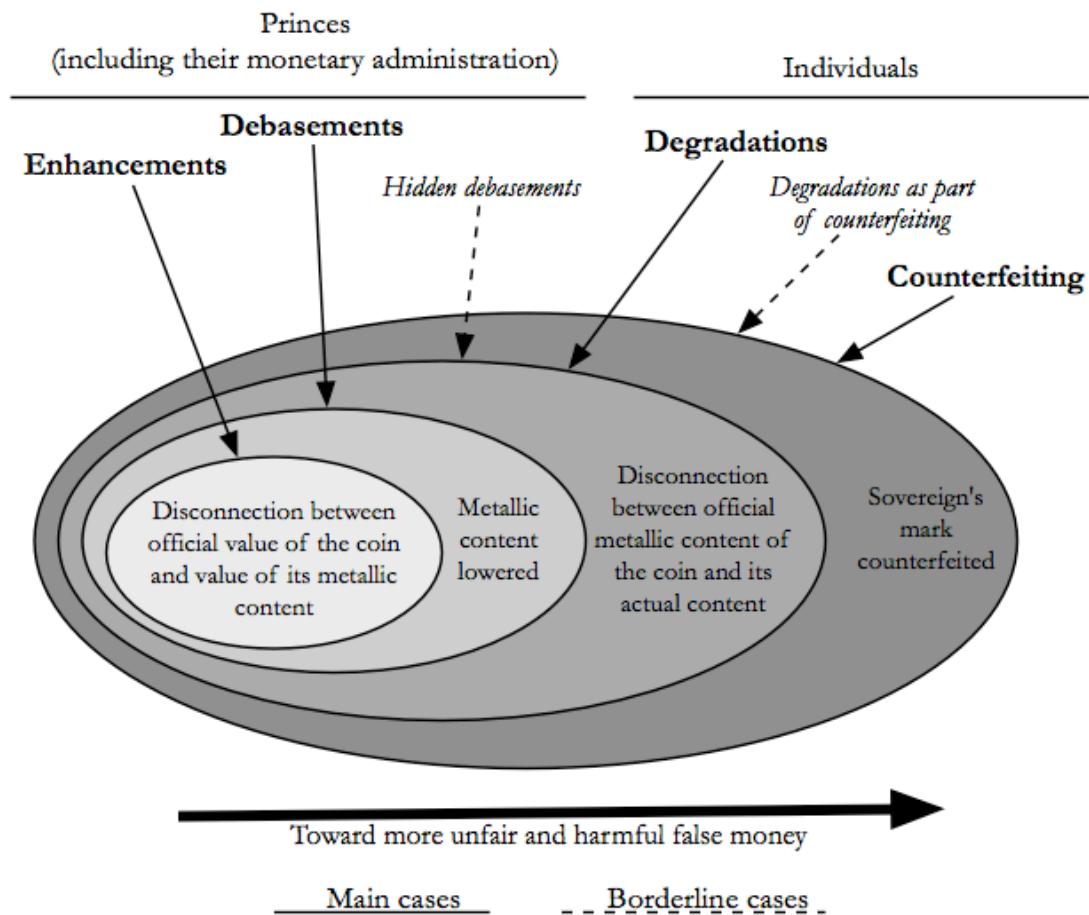 Princes
(including their monetary administration)
Individuals
Debasements
Enhancements
Hidden debasements
Degradations
Degradations as part
of counterfeiting
Counterfeiting
Disconnection between
official value of the coin
and value of its metallic
content
Metallic
content
lowered
Disconnection
between official
metallic content of
the coin and its
actual content
Sovereign's
mark
counterfeited
Toward more unfair and harmful false money
Main cases
Borderline cases